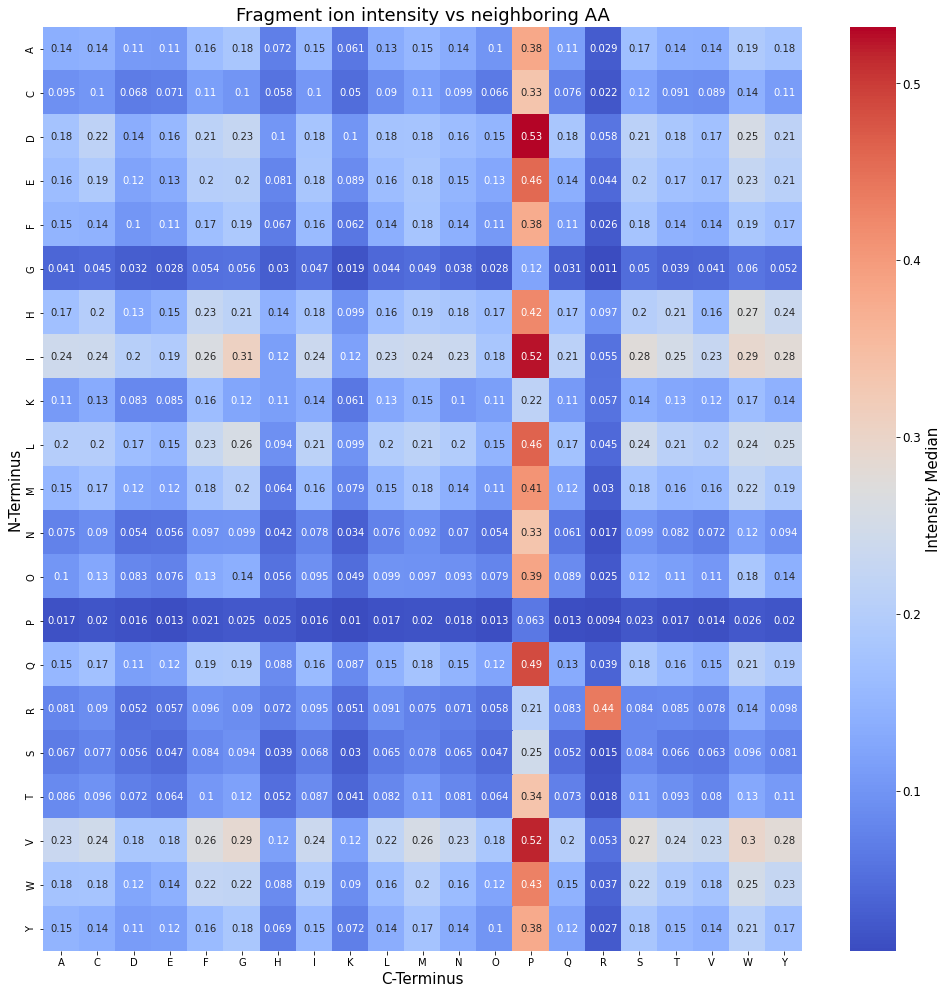 Fragment ion intensity vs neighboring AA
A 0.14 0.14 0.11 0.11 0.16 0.18 0.072 0.15 0.061 0.13 0.15 0.14 0.1 0.38 0.11 0.029 0.17 0.14 0.14 0.19 0.18
C 0.095 0.1 0.068 0.071 0.11 0.1 0.058 0.1 0.05 0.09 0.11 0.099 0.066 0.33 0.076 0.022 0.12 0.091 0.089 0.14 0.11
D 0.18 0.22 0.14 0.16 0.21 0.23 0.1 0.18 0.1 0.18 0.18 0.16 0.15 0.53 0.18 0.058 0.21 0.18 0.17 0.25 0.21
E 0.16 0.19 0.12 0.13 0.2 0.2 0.081 0.18 0.089 0.16 0.18 0.15 0.13 0.46 0.14 0.044 0.2 0.17 0.17 0.23 0.21
F 0.15 0.14 0.1 0.11 0.17 0.19 0.067 0.16 0.062 0.14 0.18 0.14 0.11 0.38 0.11 0.026 0.18 0.14 0.14 0.19 0.17
G 0.041 0.045 0.032 0.028 0.054 0.056 0.03 0.047 0.019 0.044 0.049 0.038 0.028 0.12 0.031 0.011 0.05 0.039 0.041 0.06 0.052
H 0.17 0.2 0.13 0.15 0.23 0.21 0.14 0.18 0.099 0.16 0.19 0.18 0.17 0.42 0.17 0.097 0.2 0.21 0.16 0.27 0.24
I 0.24 0.24 0.2 0.19 0.26 0.31 0.12 0.24 0.12 0.23 0.24 0.23 0.18 0.52 0.21 0.055 0.28 0.25 0.23 0.29 0.28
K 0.11 0.13 0.083 0.085 0.16 0.12 0.11 0.14 0.061 0.13 0.15 0.1 0.11 0.22 0.11 0.057 0.14 0.13 0.12 0.17 0.14
L 0.2 0.2 0.17 0.15 0.23 0.26 0.094 0.21 0.099 0.2 0.21 0.2 0.15 0.46 0.17 0.045 0.24 0.21 0.2 0.24 0.25
M 0.15 0.17 0.12 0.12 0.18 0.2 0.064 0.16 0.079 0.15 0.18 0.14 0.11 0.41 0.12 0.03 0.18 0.16 0.16 0.22 0.19
N 0.075 0.09 0.054 0.056 0.097 0.099 0.042 0.078 0.034 0.076 0.092 0.07 0.054 0.33 0.061 0.017 0.099 0.082 0.072 0.12 0.094
O 0.1 0.13 0.083 0.076 0.13 0.14 0.056 0.095 0.049 0.099 0.097 0.093 0.079 0.39 0.089 0.025 0.12 0.11 0.11 0.18 0.14
P 0.017 0.02 0.016 0.013 0.021 0.025 0.025 0.016 0.01 0.017 0.02 0.018 0.013 0.063 0.013 0.0094 0.023 0.017 0.014 0.026 0.02
Q 0.15 0.17 0.11 0.12 0.19 0.19 0.088 0.16 0.087 0.15 0.18 0.15 0.12 0.49 0.13 0.039 0.18 0.16 0.15 0.21 0.19
R 0.081 0.09 0.052 0.057 0.096 0.09 0.072 0.095 0.051 0.091 0.075 0.071 0.058 0.21 0.083 0.44 0.084 0.085 0.078 0.14 0.098
S 0.067 0.077 0.056 0.047 0.084 0.094 0.039 0.068 0.03 0.065 0.078 0.065 0.047 0.25 0.052 0.015 0.084 0.066 0.063 0.096 0.081
T 0.086 0.096 0.072 0.064 0.1 0.12 0.052 0.087 0.041 0.082 0.11 0.081 0.064 0.34 0.073 0.018 0.11 0.093 0.08 0.13 0.11
V 0.23 0.24 0.18 0.18 0.26 0.29 0.12 0.24 0.12 0.22 0.26 0.23 0.18 0.52 0.2 0.053 0.27 0.24 0.23 0.3 0.28
W 0.18 0.18 0.12 0.14 0.22 0.22 0.088 0.19 0.09 0.16 0.2 0.16 0.12 0.43 0.15 0.037 0.22 0.19 0.18 0.25 0.23
Y 0.15 0.14 0.11 0.12 0.16 0.18 0.069 0.16 0.072 0.14 0.17 0.14 0.1 0.38 0.12 0.027 0.18 0.15 0.14 0.21 0.17
A C D E F G H I K L M N O P Q R S T V W Y
C-Terminus
N-Terminus
0.5
0.4
0.3
0.2
0.1
Intensity Median